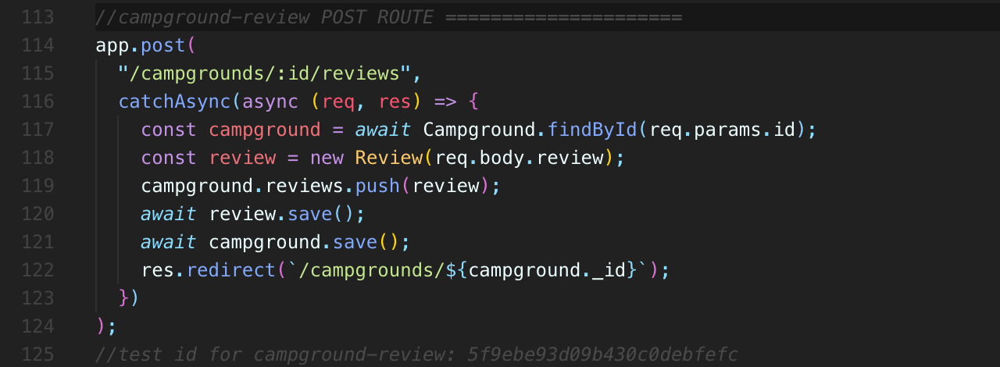 113 //campground-review POST ROUTE =====================
114 app.post(
115   "/campgrounds/:id/reviews",
116   catchAsync(async (req, res) => {
117     const campground = await Campground.findById(req.params.id);
118     const review = new Review(req.body.review);
119     campground.reviews.push(review);
120     await review.save();
121     await campground.save();
122     res.redirect(`/campgrounds/${campground._id}`);
123   })
124 );
125 //test id for campground-review: 5f9ebe93d09b430c0debfefc